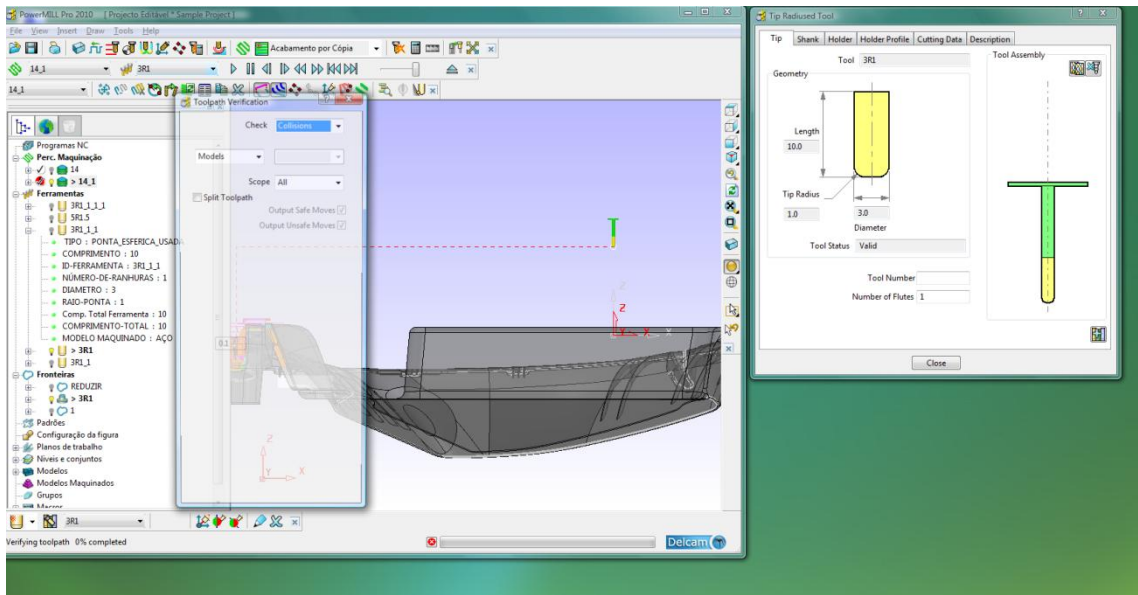 PowerMILL Pro 2010 [ Projecto Editável * Sample Project ]
File View Insert Draw Tools Help
Acabamento por Cópia
14_1 3R1
14_1
Toolpath Verification
Check Collisions
Models
Scope All
Split Toolpath
Output Safe Moves
Output Unsafe Moves
0.1
Programas NC
Perc. Maquinação
14
> 14_1
Ferramentas
3R1_1_1_1
5R1.5
3R1_1_1
TIPO : PONTA_ESFERICA_USADA
COMPRIMENTO : 10
ID-FERRAMENTA : 3R1_1_1
NÚMERO-DE-RANHURAS : 1
DIAMETRO : 3
RAIO-PONTA : 1
Comp. Total Ferramenta : 10
COMPRIMENTO-TOTAL : 10
MODELO MAQUINADO : AÇO
> 3R1
3R1_1
Fronteiras
REDUZIR
> 3R1
1
Padrões
Configuração da figura
Planos de trabalho
Niveis e conjuntos
Modelos
Modelos Maquinados
Grupos
Macros
Z
Z
Y X
Z
Y X
3R1
Verifying toolpath 0% completed
Delcam
Tip Radiused Tool
Tip Shank Holder Holder Profile Cutting Data Description
Tool 3R1
Tool Assembly
Geometry
Length
10.0
Tip Radius
1.0
3.0
Diameter
Tool Status Valid
Tool Number
Number of Flutes 1
Close